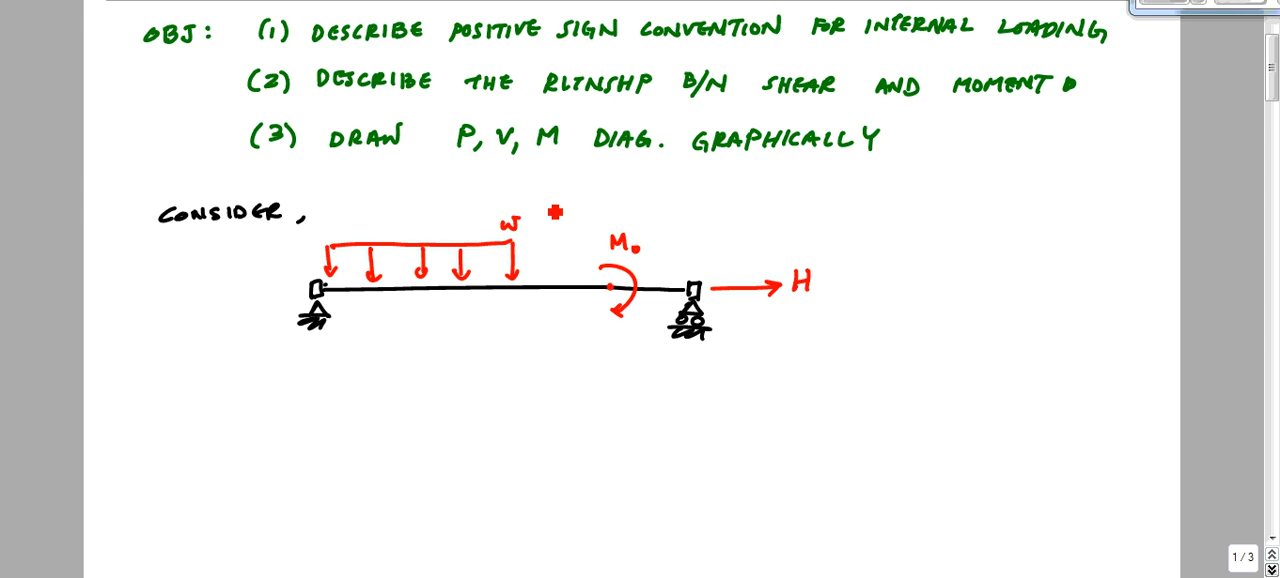 OBJ: (1) DESCRIBE POSITIVE SIGN CONVENTION FOR INTERNAL LOADING
(2) DESCRIBE THE RLTNSHP B/N SHEAR AND MOMENT D
(3) DRAW P, V, M DIAG. GRAPHICALLY
CONSIDER,
W
M.
H
1 / 3